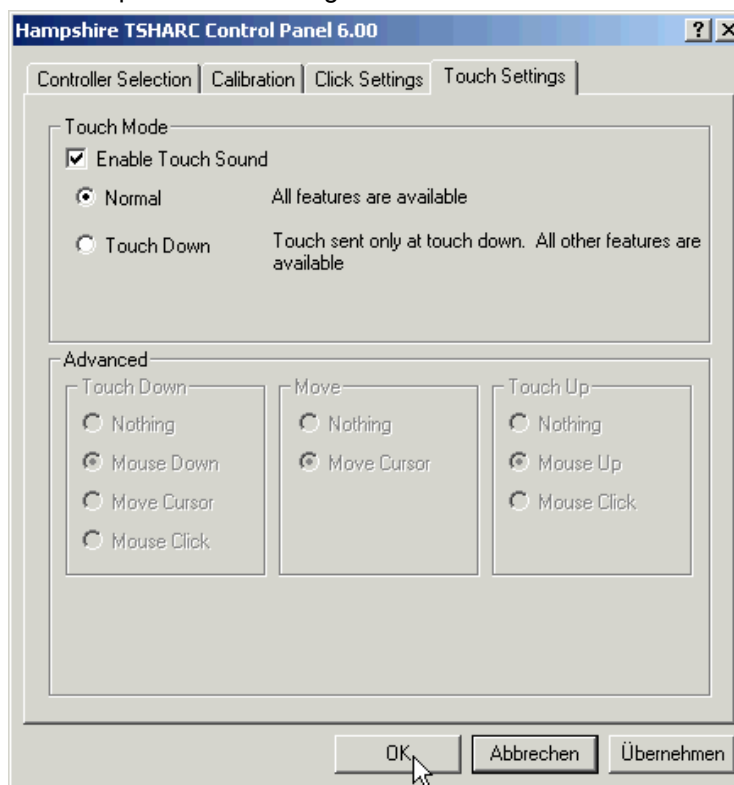 Hampshire TSHARC Control Panel 6.00
Controller Selection Calibration Click Settings Touch Settings
Touch Mode
Enable Touch Sound
Normal All features are available
Touch Down Touch sent only at touch down. All other features are
available
Advanced
Touch Down Move Touch Up
Nothing Nothing Nothing
Mouse Down Move Cursor Mouse Up
Move Cursor Mouse Click
Mouse Click
OK Abbrechen Übernehmen